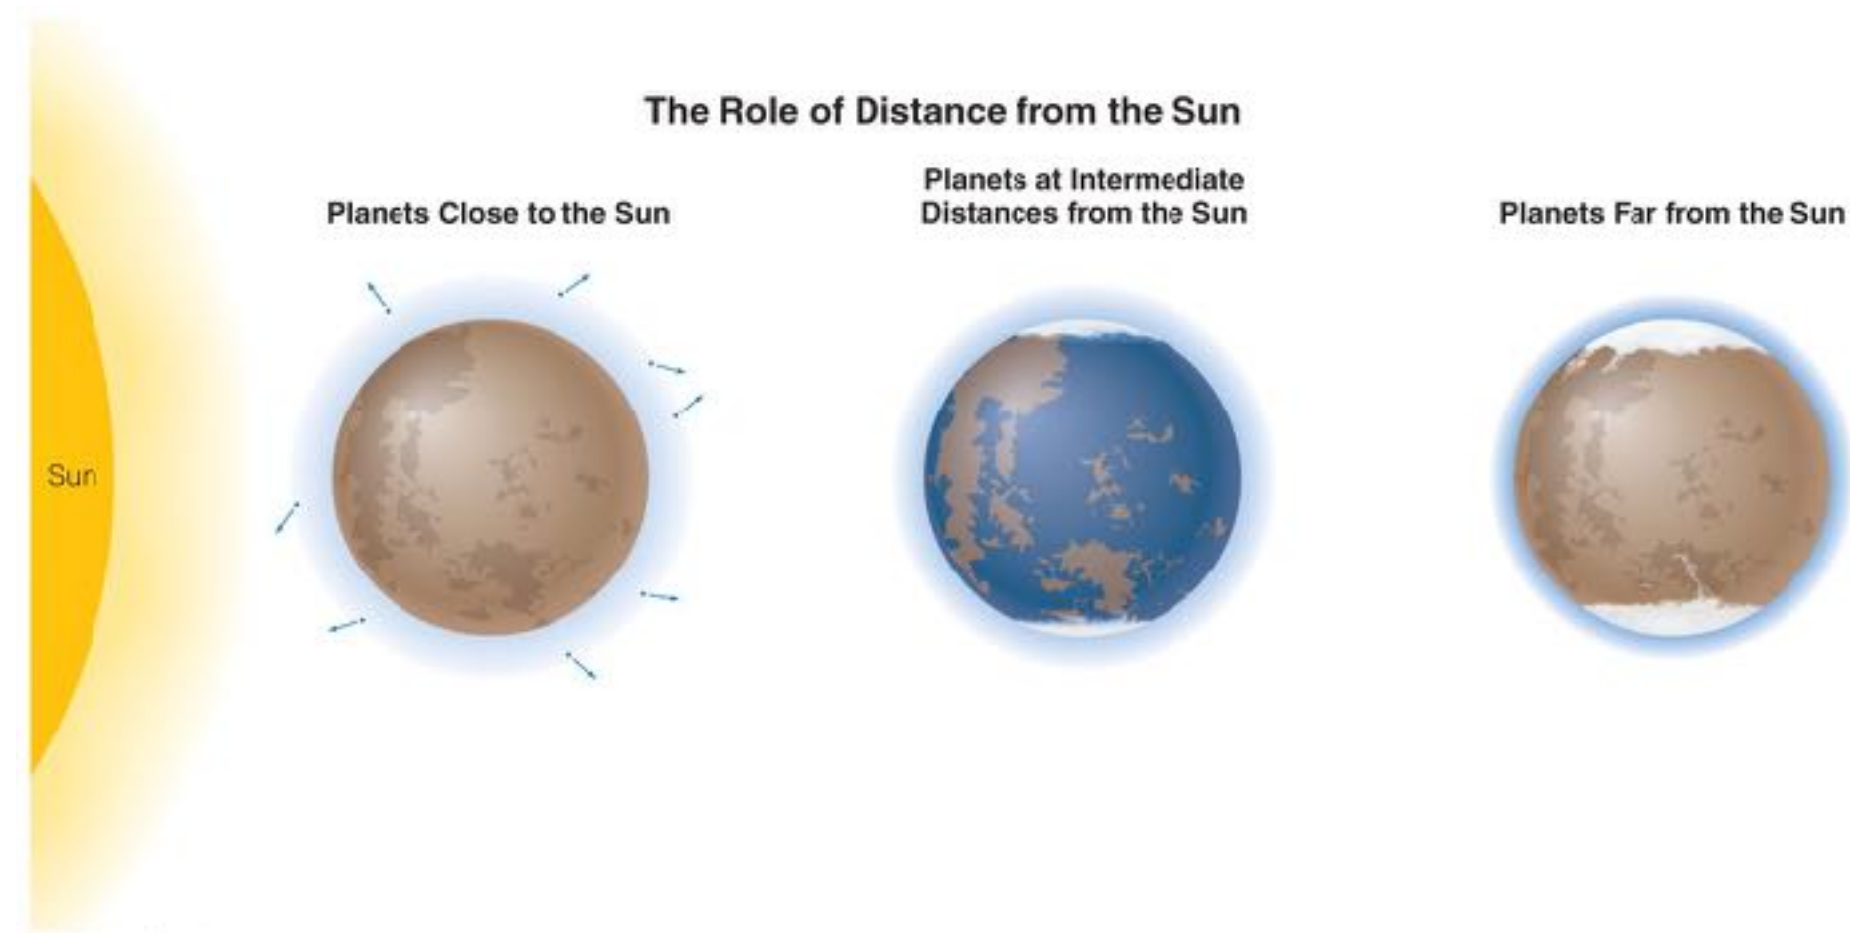 The Role of Distance from the Sun
Planets Close to the Sun
Planets at Intermediate
Distances from the Sun
Planets Far from the Sun
Sun